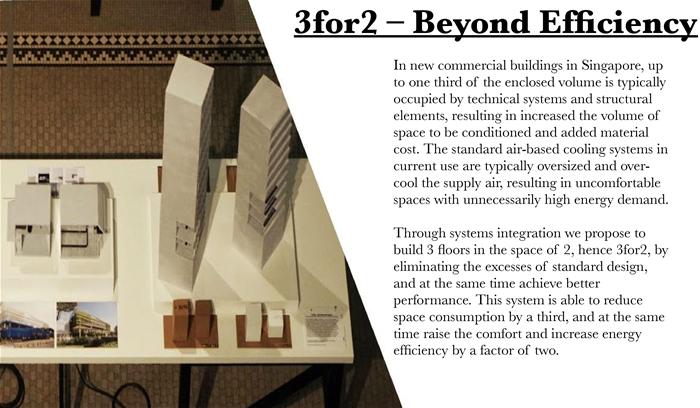 3for2 – Beyond Efficiency
In new commercial buildings in Singapore, up
to one third of the enclosed volume is typically
occupied by technical systems and structural
elements, resulting in increased the volume of
space to be conditioned and added material
cost. The standard air-based cooling systems in
current use are typically oversized and over-
cool the supply air, resulting in uncomfortable
spaces with unnecessarily high energy demand.
Through systems integration we propose to
build 3 floors in the space of 2, hence 3for2, by
eliminating the excesses of standard design,
and at the same time achieve better
performance. This system is able to reduce
space consumption by a third, and at the same
time raise the comfort and increase energy
efficiency by a factor of two.